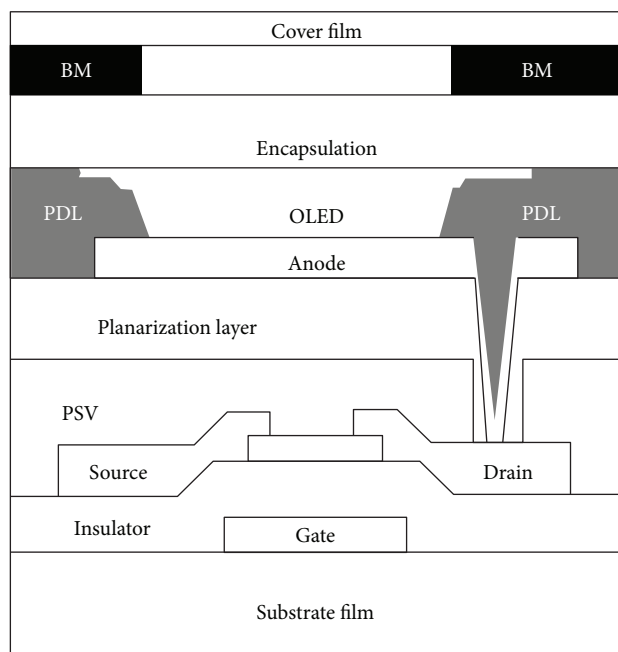 Cover film
BM BM
Encapsulation
PDL PDL
OLED
Anode
Planarization layer
PSV
Source Drain
Insulator
Gate
Substrate film